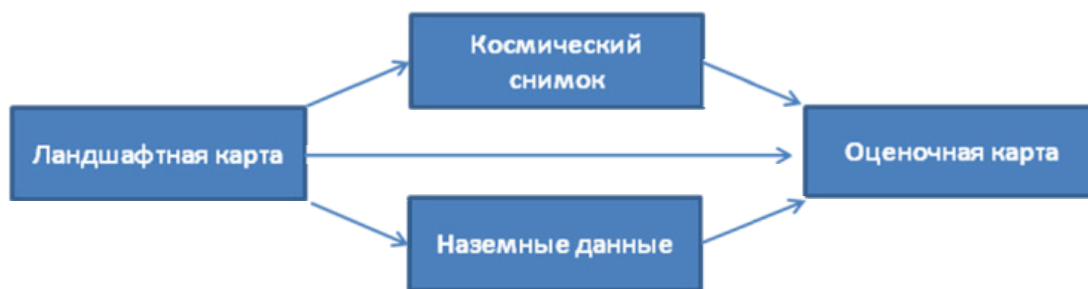 Космический
снимок
Ландшафтная карта
Оценочная карта
Наземные данные